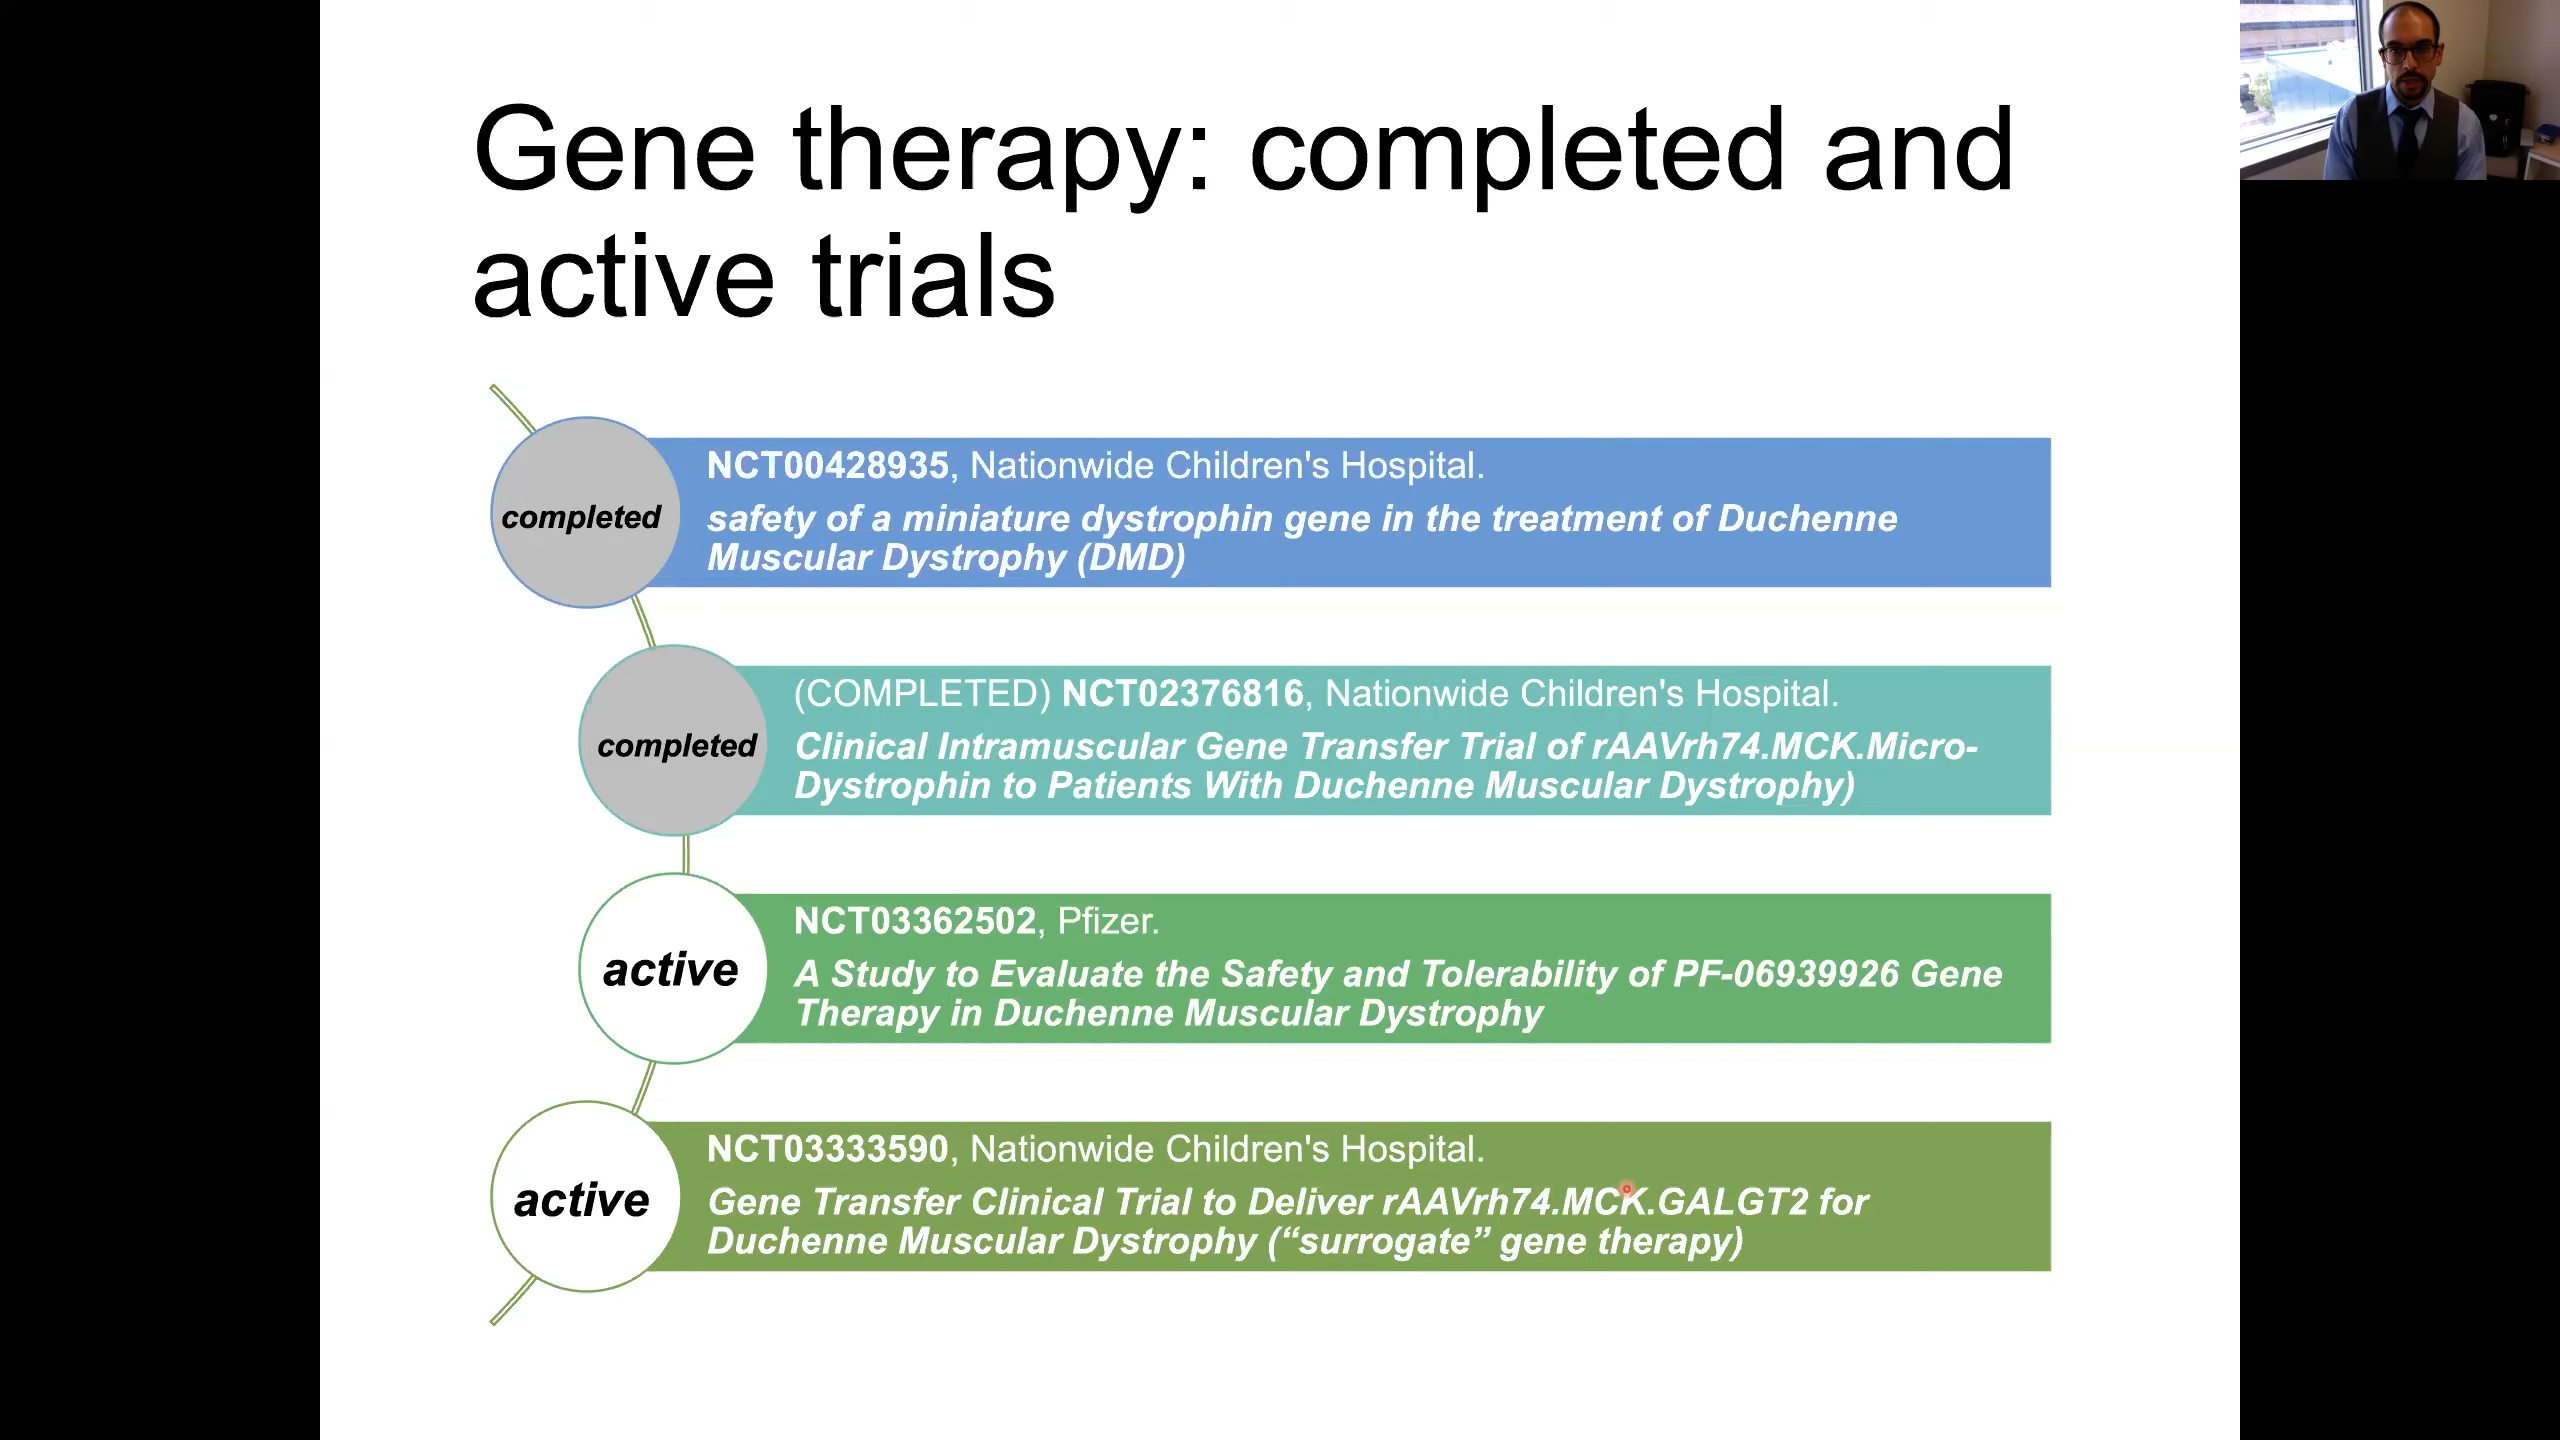 Gene therapy: completed and
active trials
completed
NCT00428935, Nationwide Children's Hospital.
safety of a miniature dystrophin gene in the treatment of Duchenne
Muscular Dystrophy (DMD)
completed
(COMPLETED) NCT02376816, Nationwide Children's Hospital.
Clinical Intramuscular Gene Transfer Trial of rAAVrh74.MCK.Micro-
Dystrophin to Patients With Duchenne Muscular Dystrophy)
active
NCT03362502, Pfizer.
A Study to Evaluate the Safety and Tolerability of PF-06939926 Gene
Therapy in Duchenne Muscular Dystrophy
active
NCT03333590, Nationwide Children's Hospital.
Gene Transfer Clinical Trial to Deliver rAAVrh74.MCK.GALGT2 for
Duchenne Muscular Dystrophy (“surrogate” gene therapy)